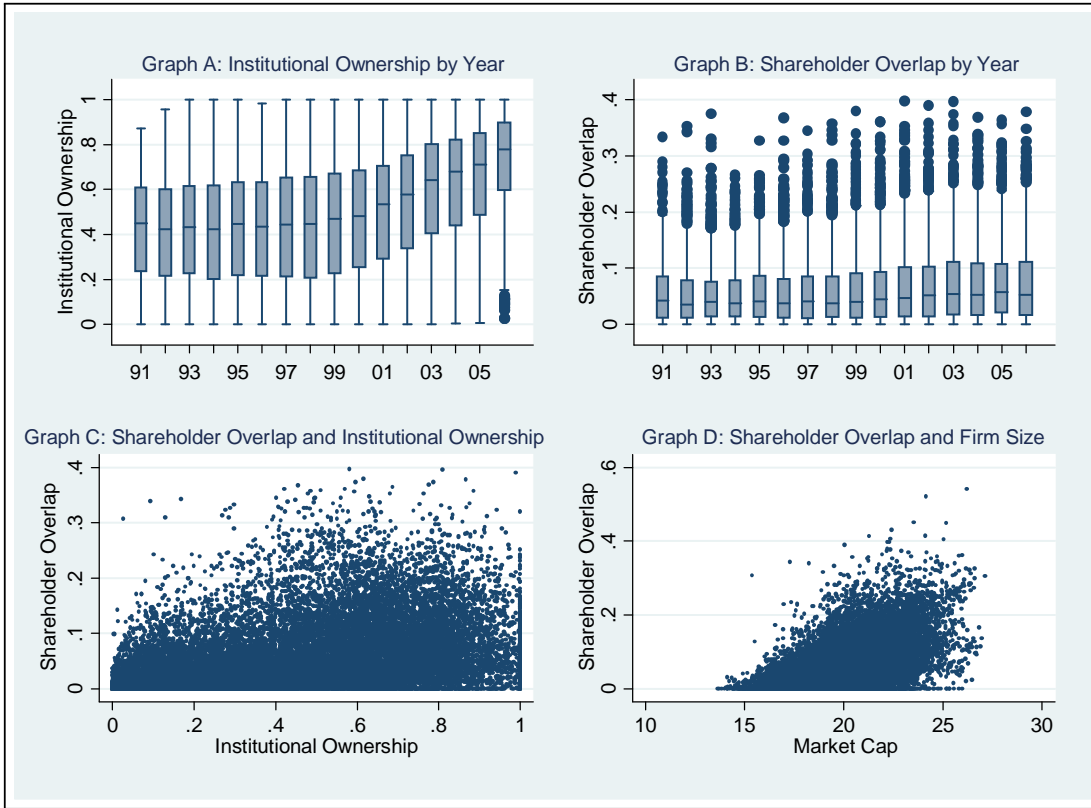 Graph A: Institutional Ownership by Year
Institutional Ownership
1
.8
.6
.4
.2
0
91 93 95 97 99 01 03 05
Graph B: Shareholder Overlap by Year
Shareholder Overlap
.4
.3
.2
.1
0
91 93 95 97 99 01 03 05
Graph C: Shareholder Overlap and Institutional Ownership
Shareholder Overlap
.4
.3
.2
.1
0
0 .2 .4 .6 .8 1
Institutional Ownership
Graph D: Shareholder Overlap and Firm Size
Shareholder Overlap
.6
.4
.2
0
10 15 20 25 30
Market Cap